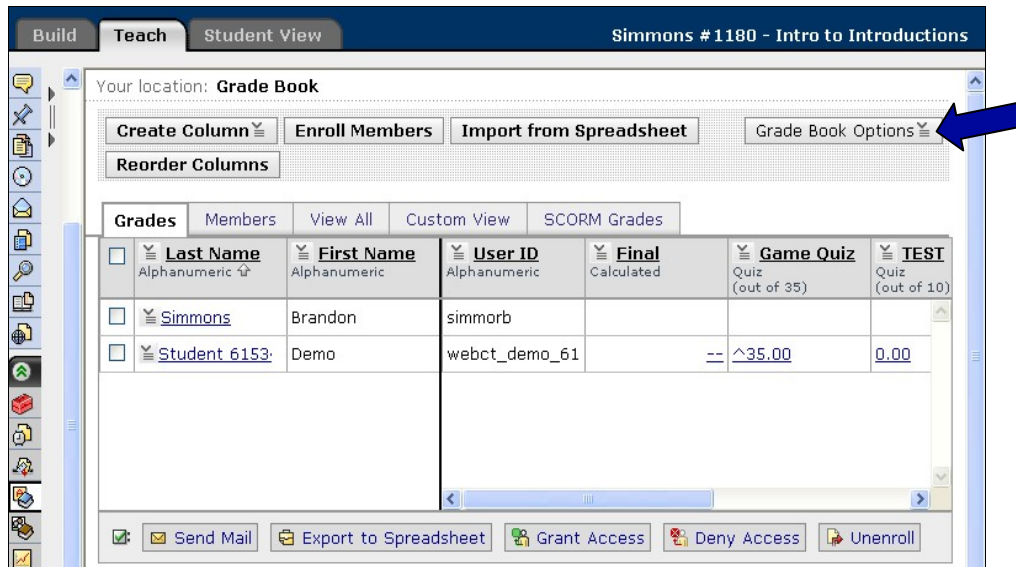 Build Teach Student View Simmons #1180 - Intro to Introductions
Your location: Grade Book
Create Column Enroll Members Import from Spreadsheet Grade Book Options
Reorder Columns
Grades Members View All Custom View SCORM Grades
Last Name First Name User ID Final Game Quiz TEST
Alphanumeric Alphanumeric Alphanumeric Calculated Quiz Quiz
(out of 35) (out of 10)
Simmons Brandon simmorb
Student 6153 Demo webct_demo_61 -- ^35.00 0.00
Send Mail Export to Spreadsheet Grant Access Deny Access Unenroll